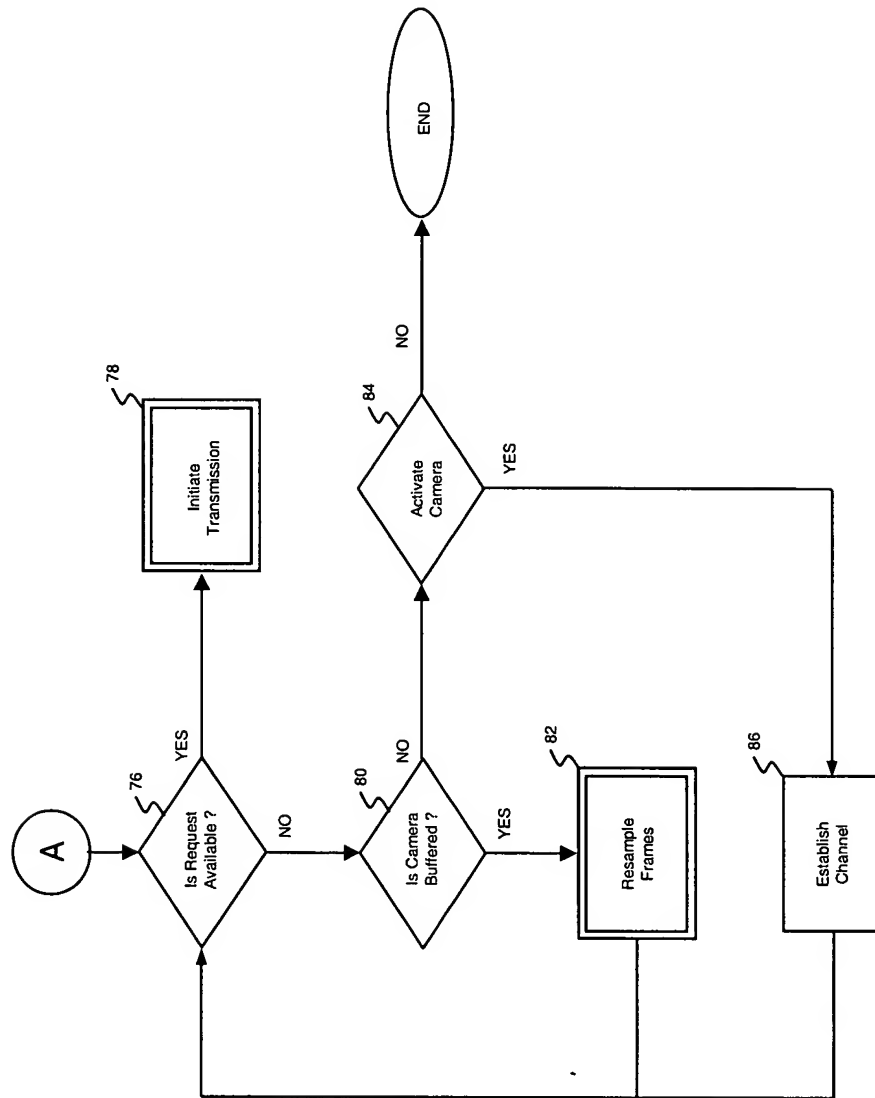 A
76
Is Request
Available ?
YES
78
Initiate
Transmission
NO
80
Is Camera
Buffered ?
NO
84
Activate
Camera
NO
END
YES
82
Resample
Frames
YES
86
Establish
Channel